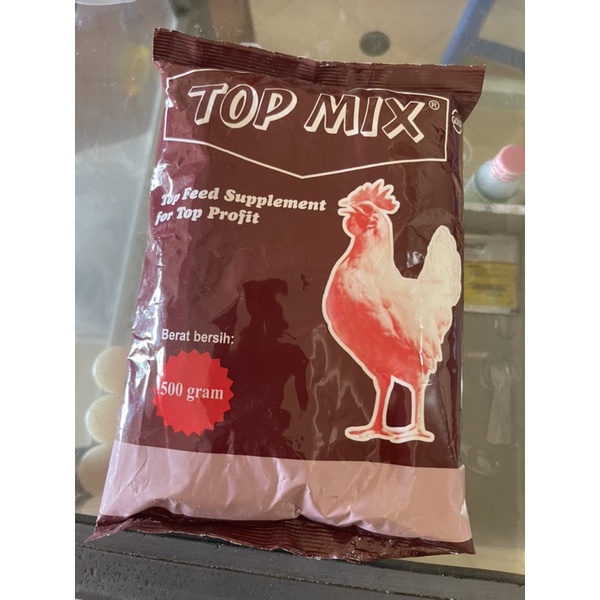 TOP MIX®
Top Feed Supplement
for Top Profit
Berat bersih:
500 gram